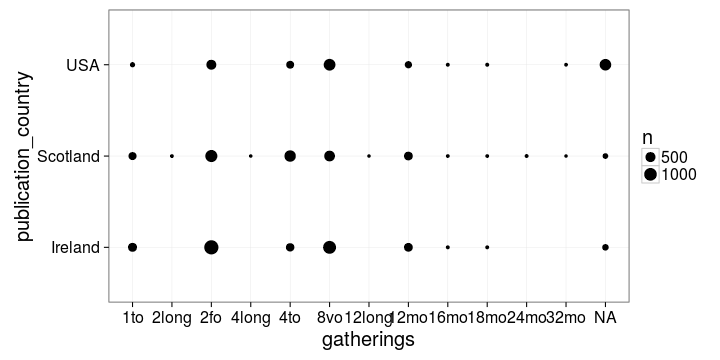 publication_country
USA
Scotland
Ireland
1to 2long 2fo 4long 4to 8vo 12long 12mo 16mo 18mo 24mo 32mo NA
gatherings
n
500
1000